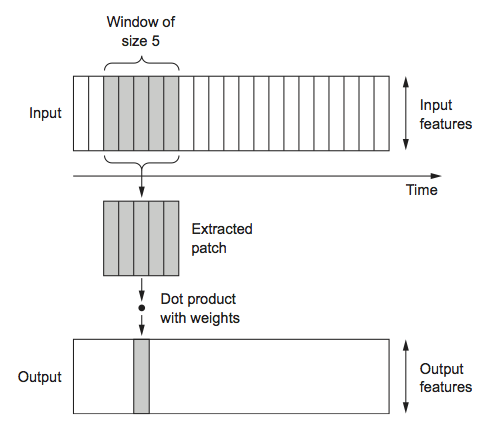 Window of
size 5
Input
Input
features
Time
Extracted
patch
Dot product
with weights
Output
Output
features